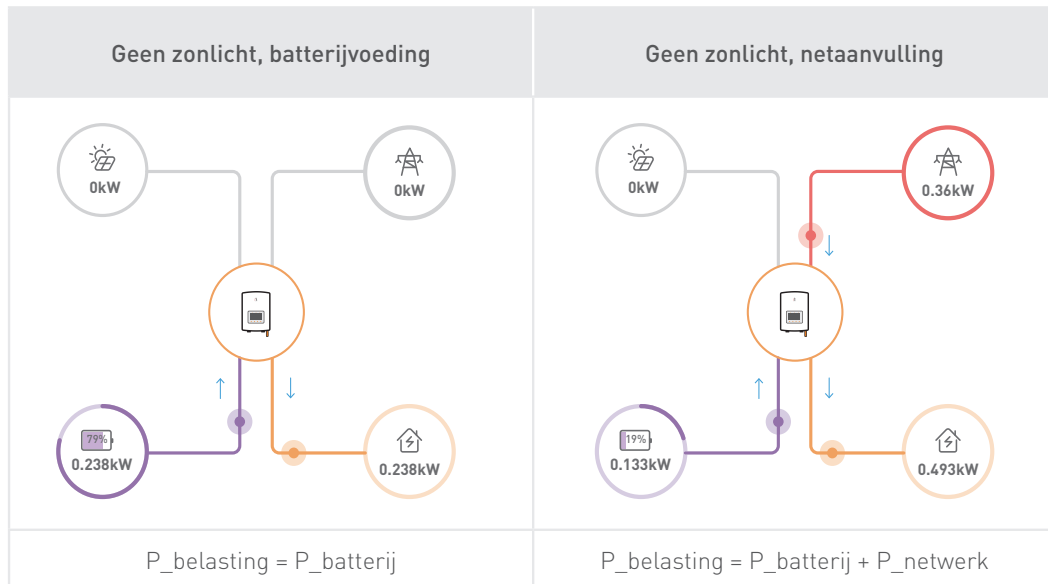 Geen zonlicht, batterijvoeding
Geen zonlicht, netaanvulling
0kW
0kW
0kW
0.36kW
79%
0.238kW
0.238kW
19%
0.133kW
0.493kW
P_belasting = P_batterij
P_belasting = P_batterij + P_netwerk